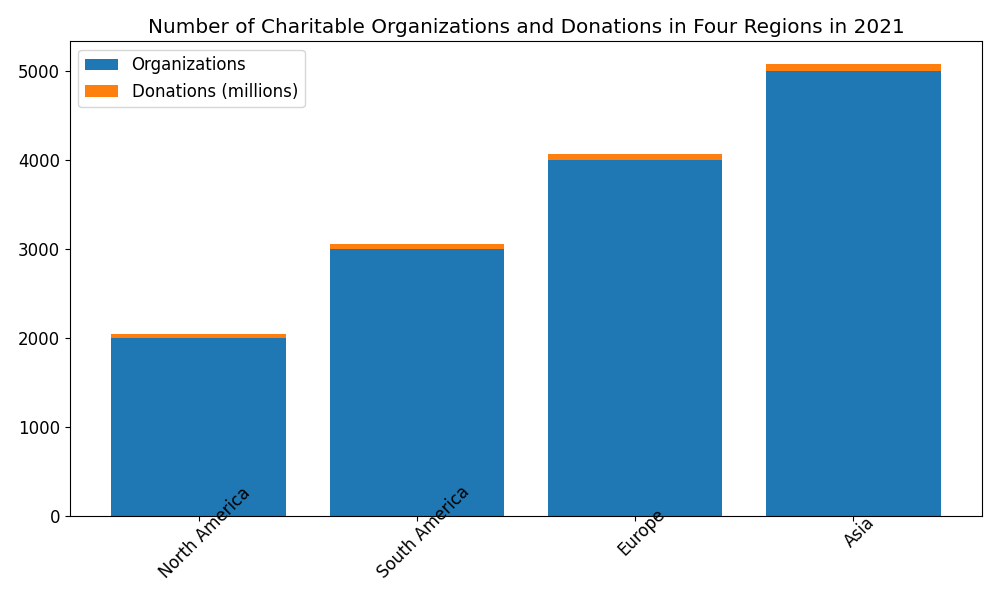 Number of Charitable Organizations and Donations in Four Regions in 2021
Organizations
Donations (millions)
5000
4000
3000
2000
1000
0
North America
South America
Europe
Asia